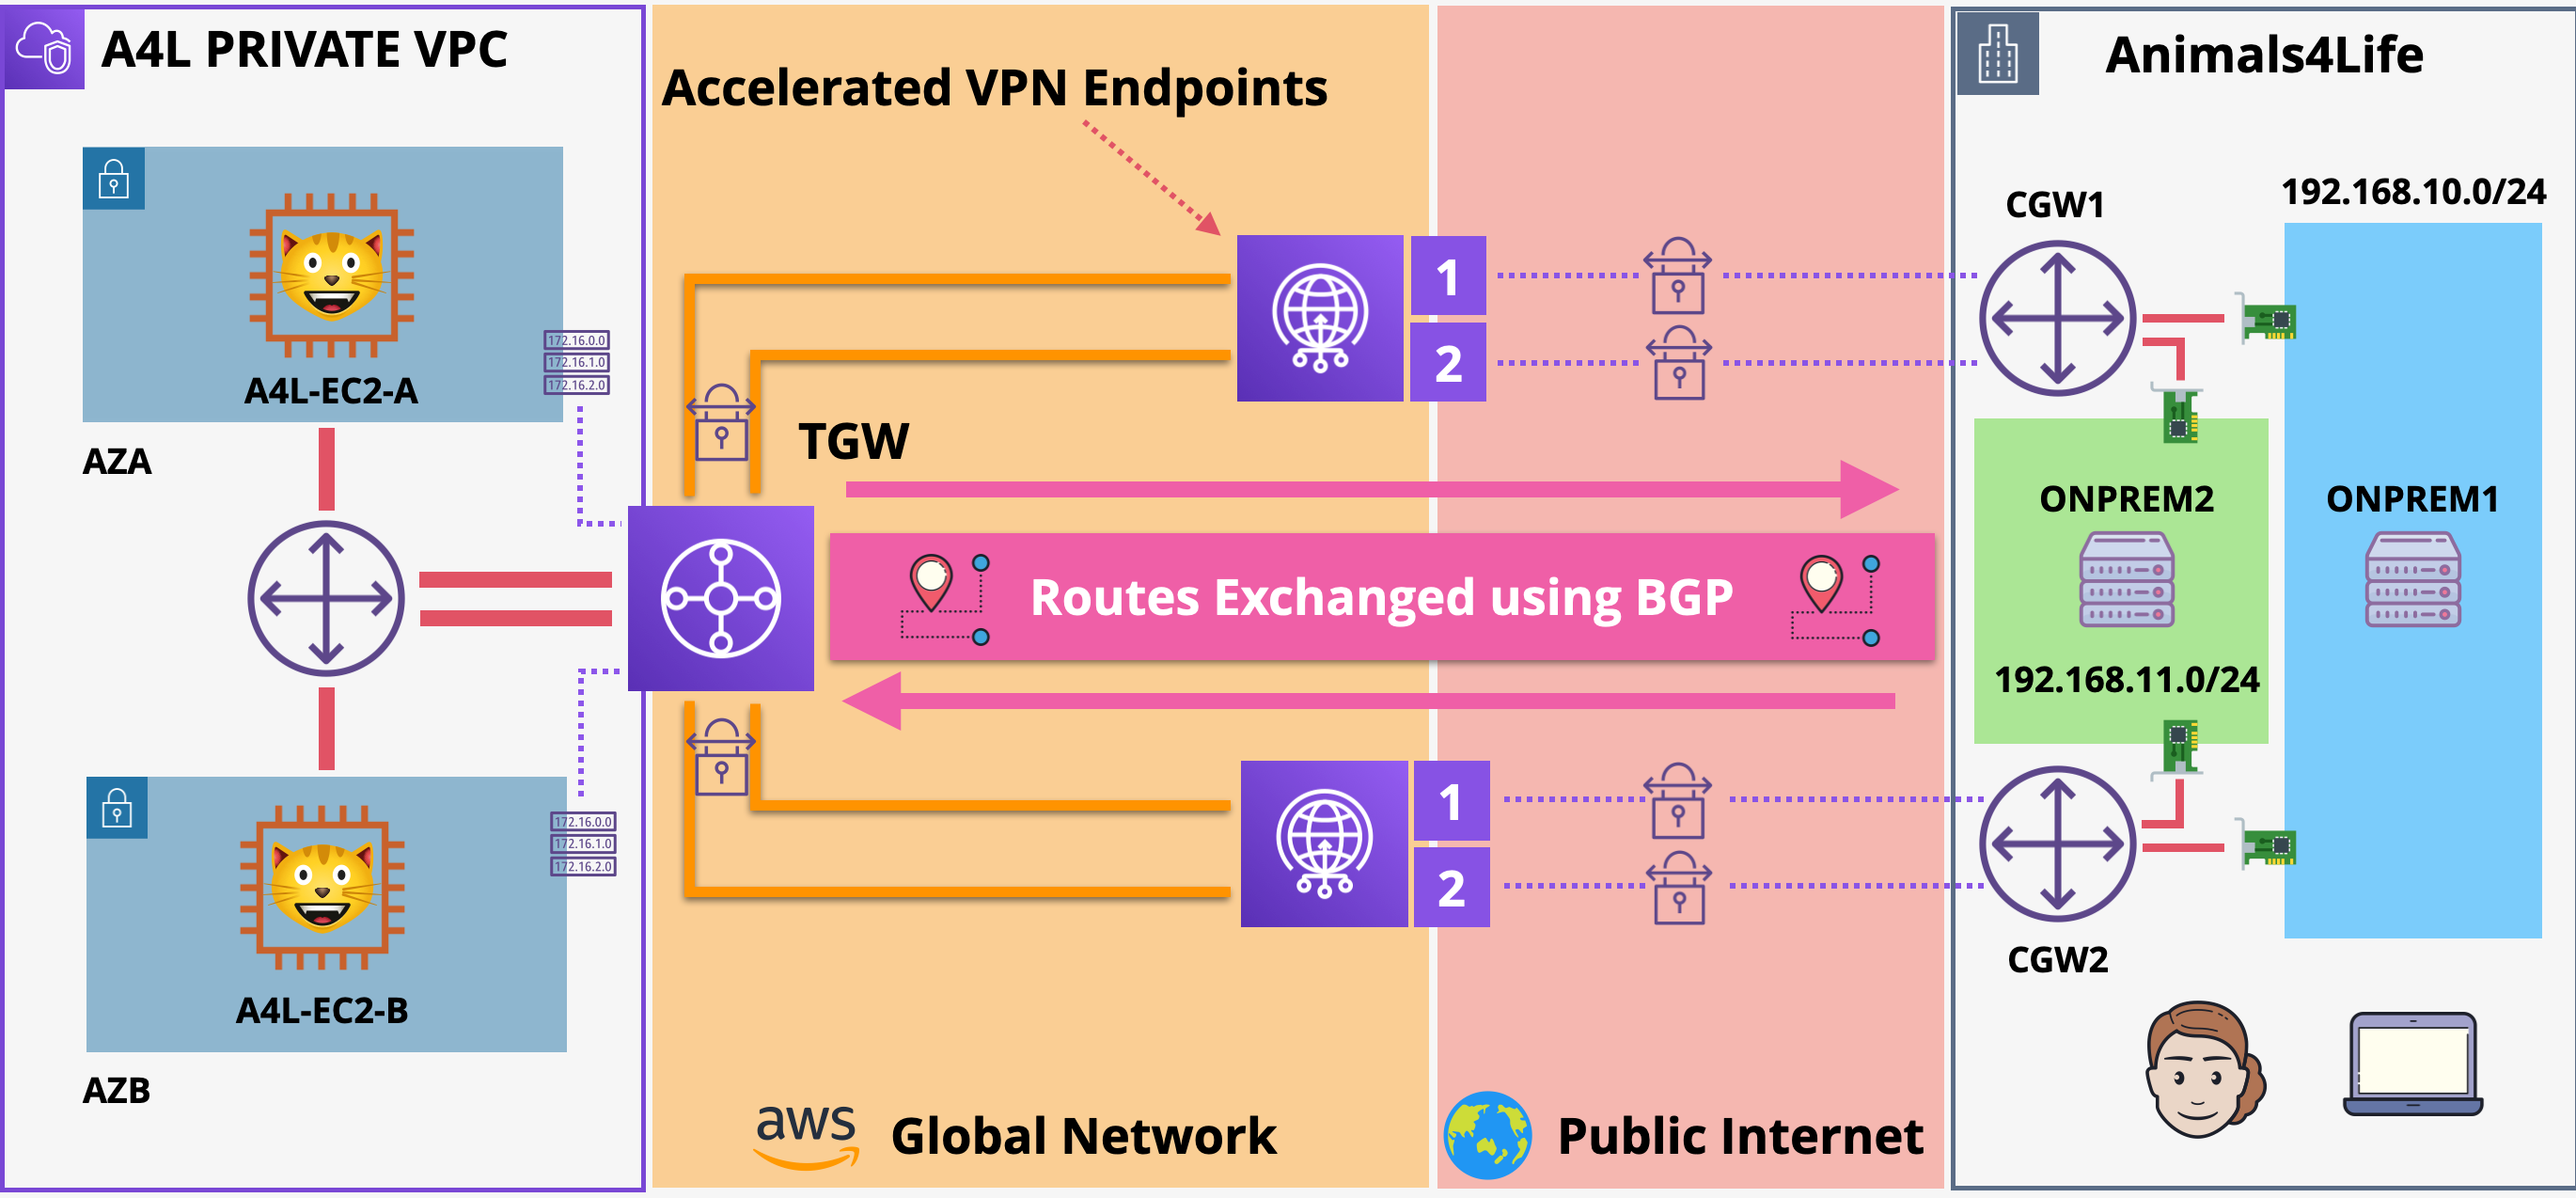 A4L PRIVATE VPC
A4L-EC2-A
AZA
172.16.0.0
172.16.1.0
172.16.2.0
A4L-EC2-B
AZB
172.16.0.0
172.16.1.0
172.16.2.0
Accelerated VPN Endpoints
1
2
TGW
Routes Exchanged using BGP
1
2
aws
Global Network
Public Internet
Animals4Life
CGW1
192.168.10.0/24
ONPREM2
ONPREM1
192.168.11.0/24
CGW2